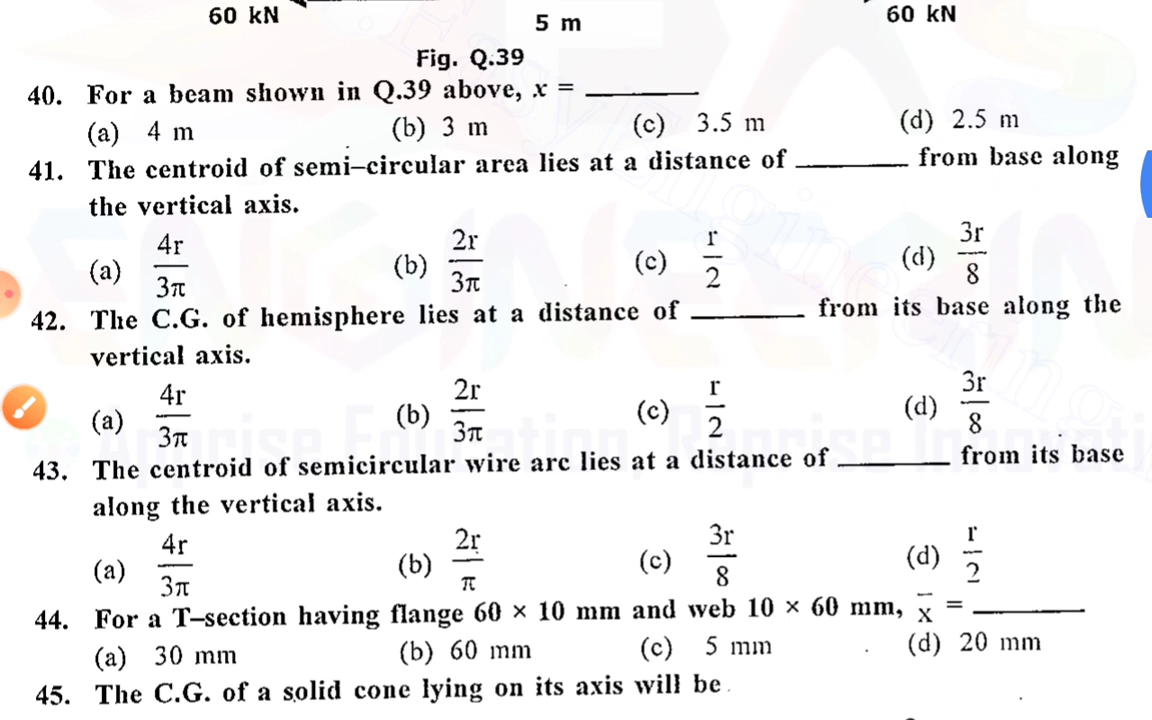 60 kN 5 m 60 kN
Fig. Q.39
40. For a beam shown in Q.39 above, x = ______
(a) 4 m (b) 3 m (c) 3.5 m (d) 2.5 m
41. The centroid of semi–circular area lies at a distance of ______ from base along
the vertical axis.
(a) 4r/3π (b) 2r/3π (c) r/2 (d) 3r/8
42. The C.G. of hemisphere lies at a distance of ______ from its base along the
vertical axis.
(a) 4r/3π (b) 2r/3π (c) r/2 (d) 3r/8
43. The centroid of semicircular wire arc lies at a distance of ______ from its base
along the vertical axis.
(a) 4r/3π (b) 2r/π (c) 3r/8 (d) r/2
44. For a T–section having flange 60 × 10 mm and web 10 × 60 mm, x̄ = ______
(a) 30 mm (b) 60 mm (c) 5 mm (d) 20 mm
45. The C.G. of a solid cone lying on its axis will be